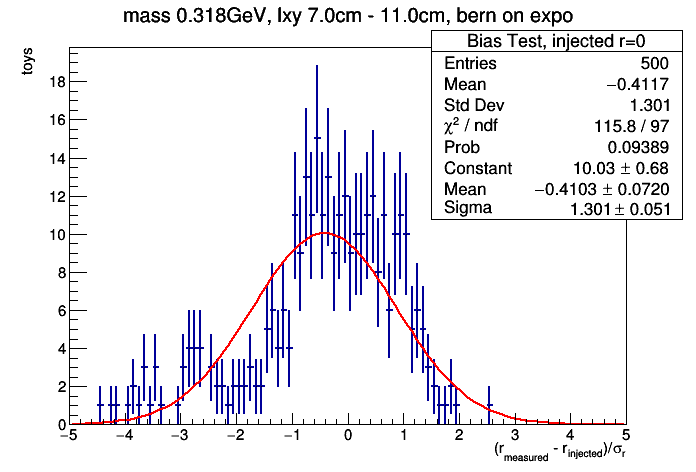 mass 0.318GeV, lxy 7.0cm - 11.0cm, bern on expo
Bias Test, injected r=0
Entries 500
Mean −0.4117
Std Dev 1.301
χ² / ndf 115.8 / 97
Prob 0.09389
Constant 10.03 ± 0.68
Mean −0.4103 ± 0.0720
Sigma 1.301 ± 0.051
toys
18
16
14
12
10
8
6
4
2
0
−5 −4 −3 −2 −1 0 1 2 3 4 5
(r_measured - r_injected)/σ_r